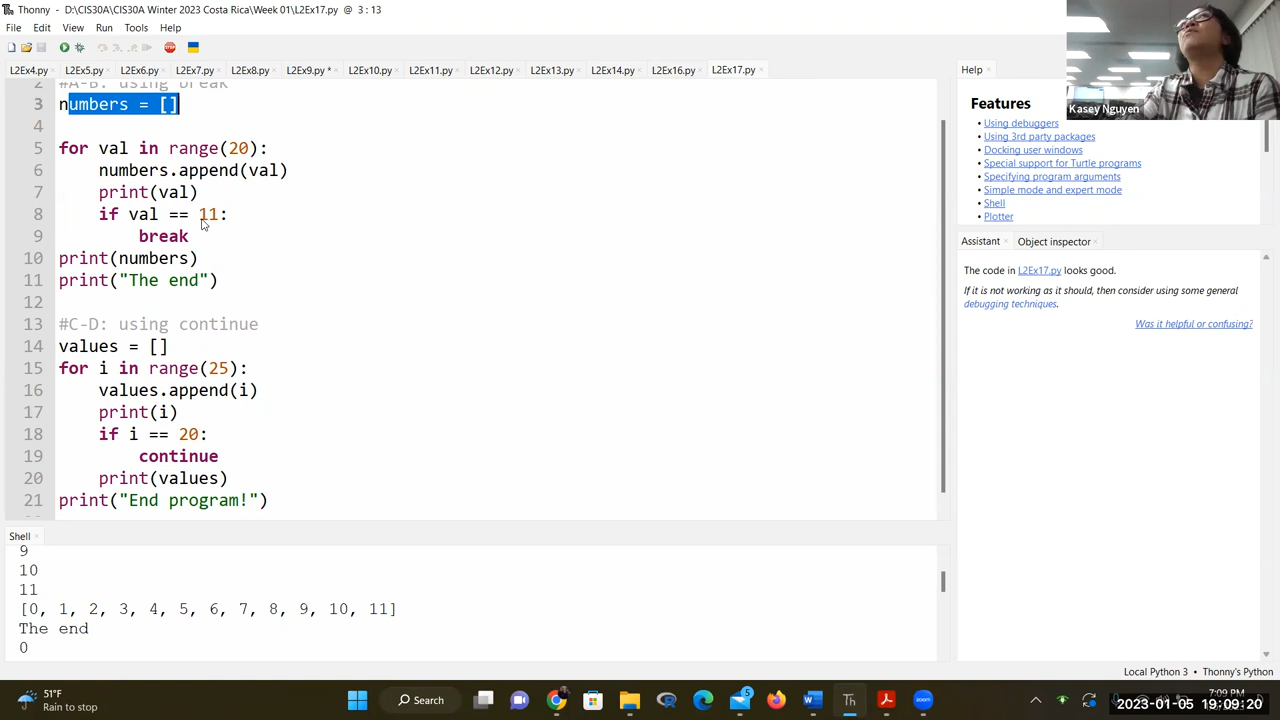 Thonny - D:\CIS30A\CIS30A Winter 2023 Costa Rica\Week 01\L2Ex17.py @ 3 : 13
File Edit View Run Tools Help
L2Ex4.py L2Ex5.py L2Ex6.py L2Ex7.py L2Ex8.py L2Ex9.py * L2Ex10.py L2Ex11.py L2Ex12.py L2Ex13.py L2Ex14.py L2Ex16.py L2Ex17.py
2 #A-B: using break
3 numbers = []
4
5 for val in range(20):
6 numbers.append(val)
7 print(val)
8 if val == 11:
9 break
10 print(numbers)
11 print("The end")
12
13 #C-D: using continue
14 values = []
15 for i in range(25):
16 values.append(i)
17 print(i)
18 if i == 20:
19 continue
20 print(values)
21 print("End program!")
Shell
9
10
11
[0, 1, 2, 3, 4, 5, 6, 7, 8, 9, 10, 11]
The end
0
Help
Kasey Nguyen
Features
• Using debuggers
• Using 3rd party packages
• Docking user windows
• Special support for Turtle programs
• Specifying program arguments
• Simple mode and expert mode
• Shell
• Plotter
Assistant Object inspector
The code in L2Ex17.py looks good.
If it is not working as it should, then consider using some general
debugging techniques.
Was it helpful or confusing?
Local Python 3 • Thonny's Python
51°F
Rain to stop
Search
5
7:09 PM
2023-01-05 19:09:20